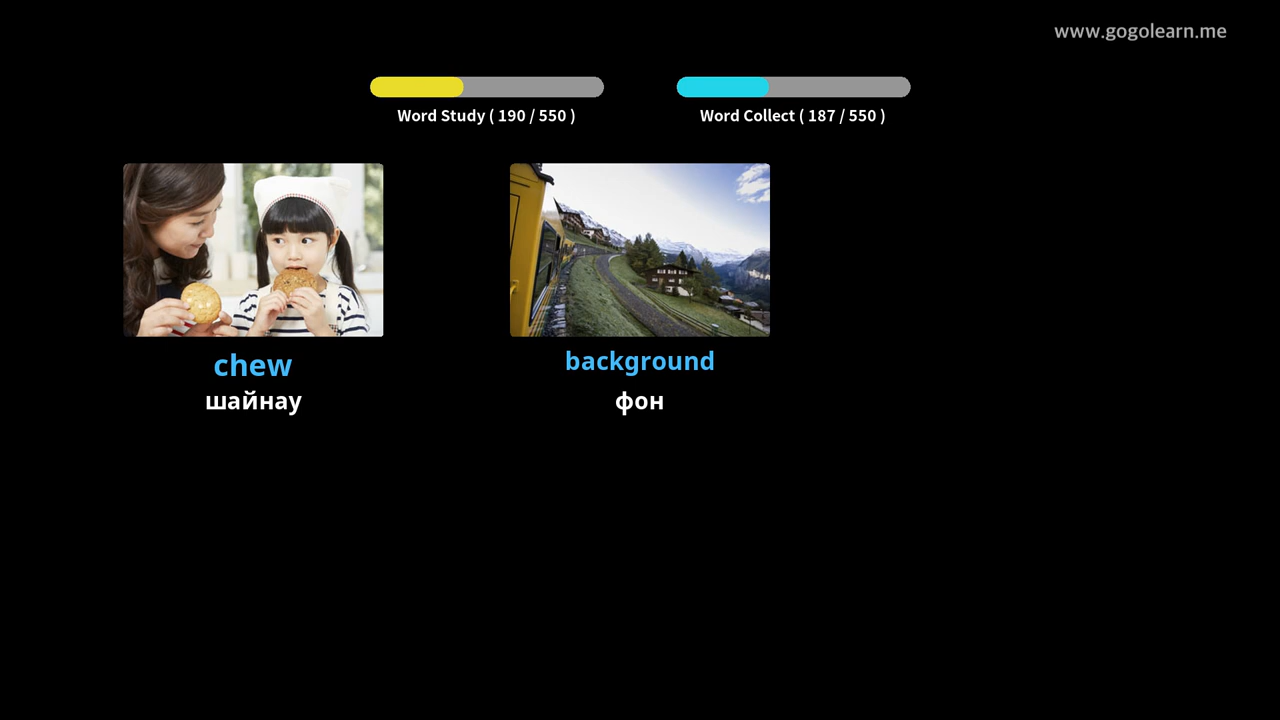 www.gogolearn.me
Word Study ( 190 / 550 )
Word Collect ( 187 / 550 )
chew
шайнау
background
фон